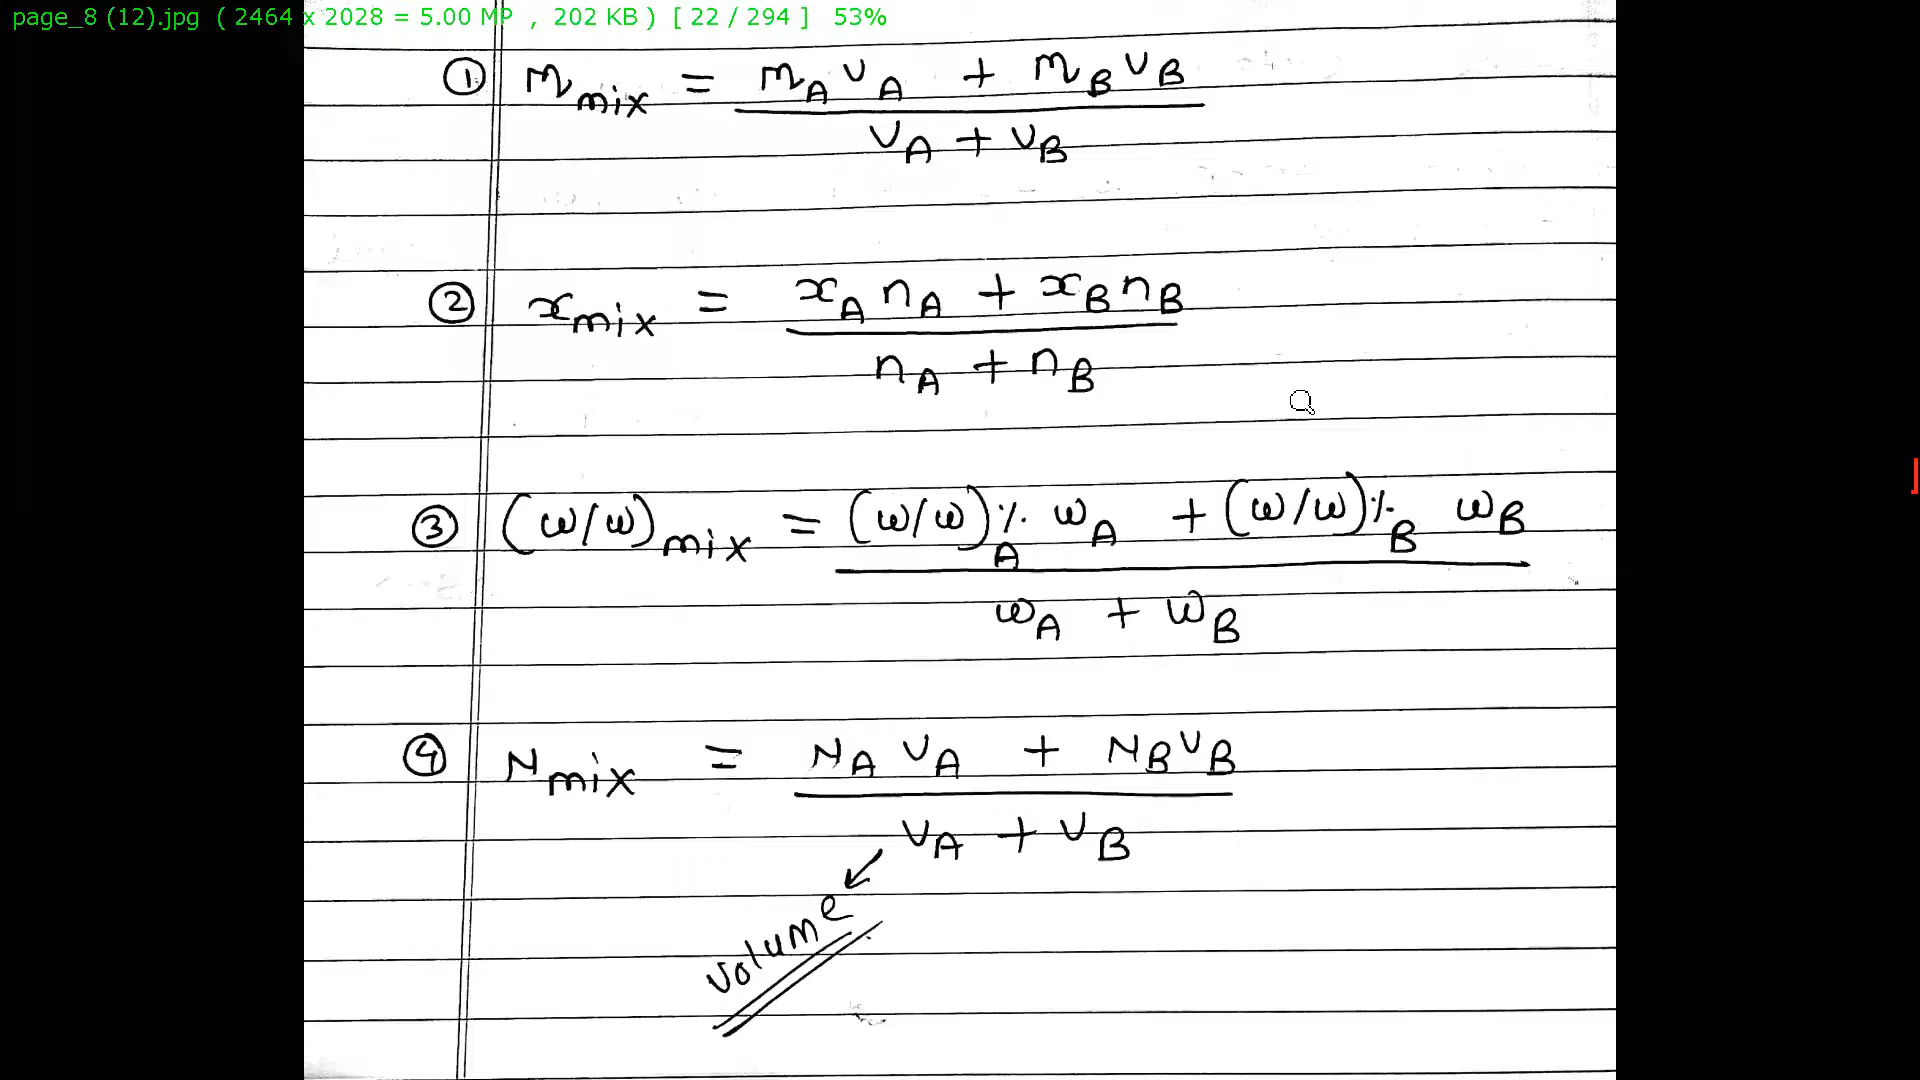 page_8 (12).jpg ( 2464 x 2028 = 5.00 MP , 202 KB ) [ 22 / 294 ] 53%
① M_mix = (M_A V_A + M_B V_B) / (V_A + V_B)
② x_mix = (x_A n_A + x_B n_B) / (n_A + n_B)
③ (w/w)_mix = ((w/w)%_A w_A + (w/w)%_B w_B) / (w_A + w_B)
④ N_mix = (N_A V_A + N_B V_B) / (V_A + V_B)
volume